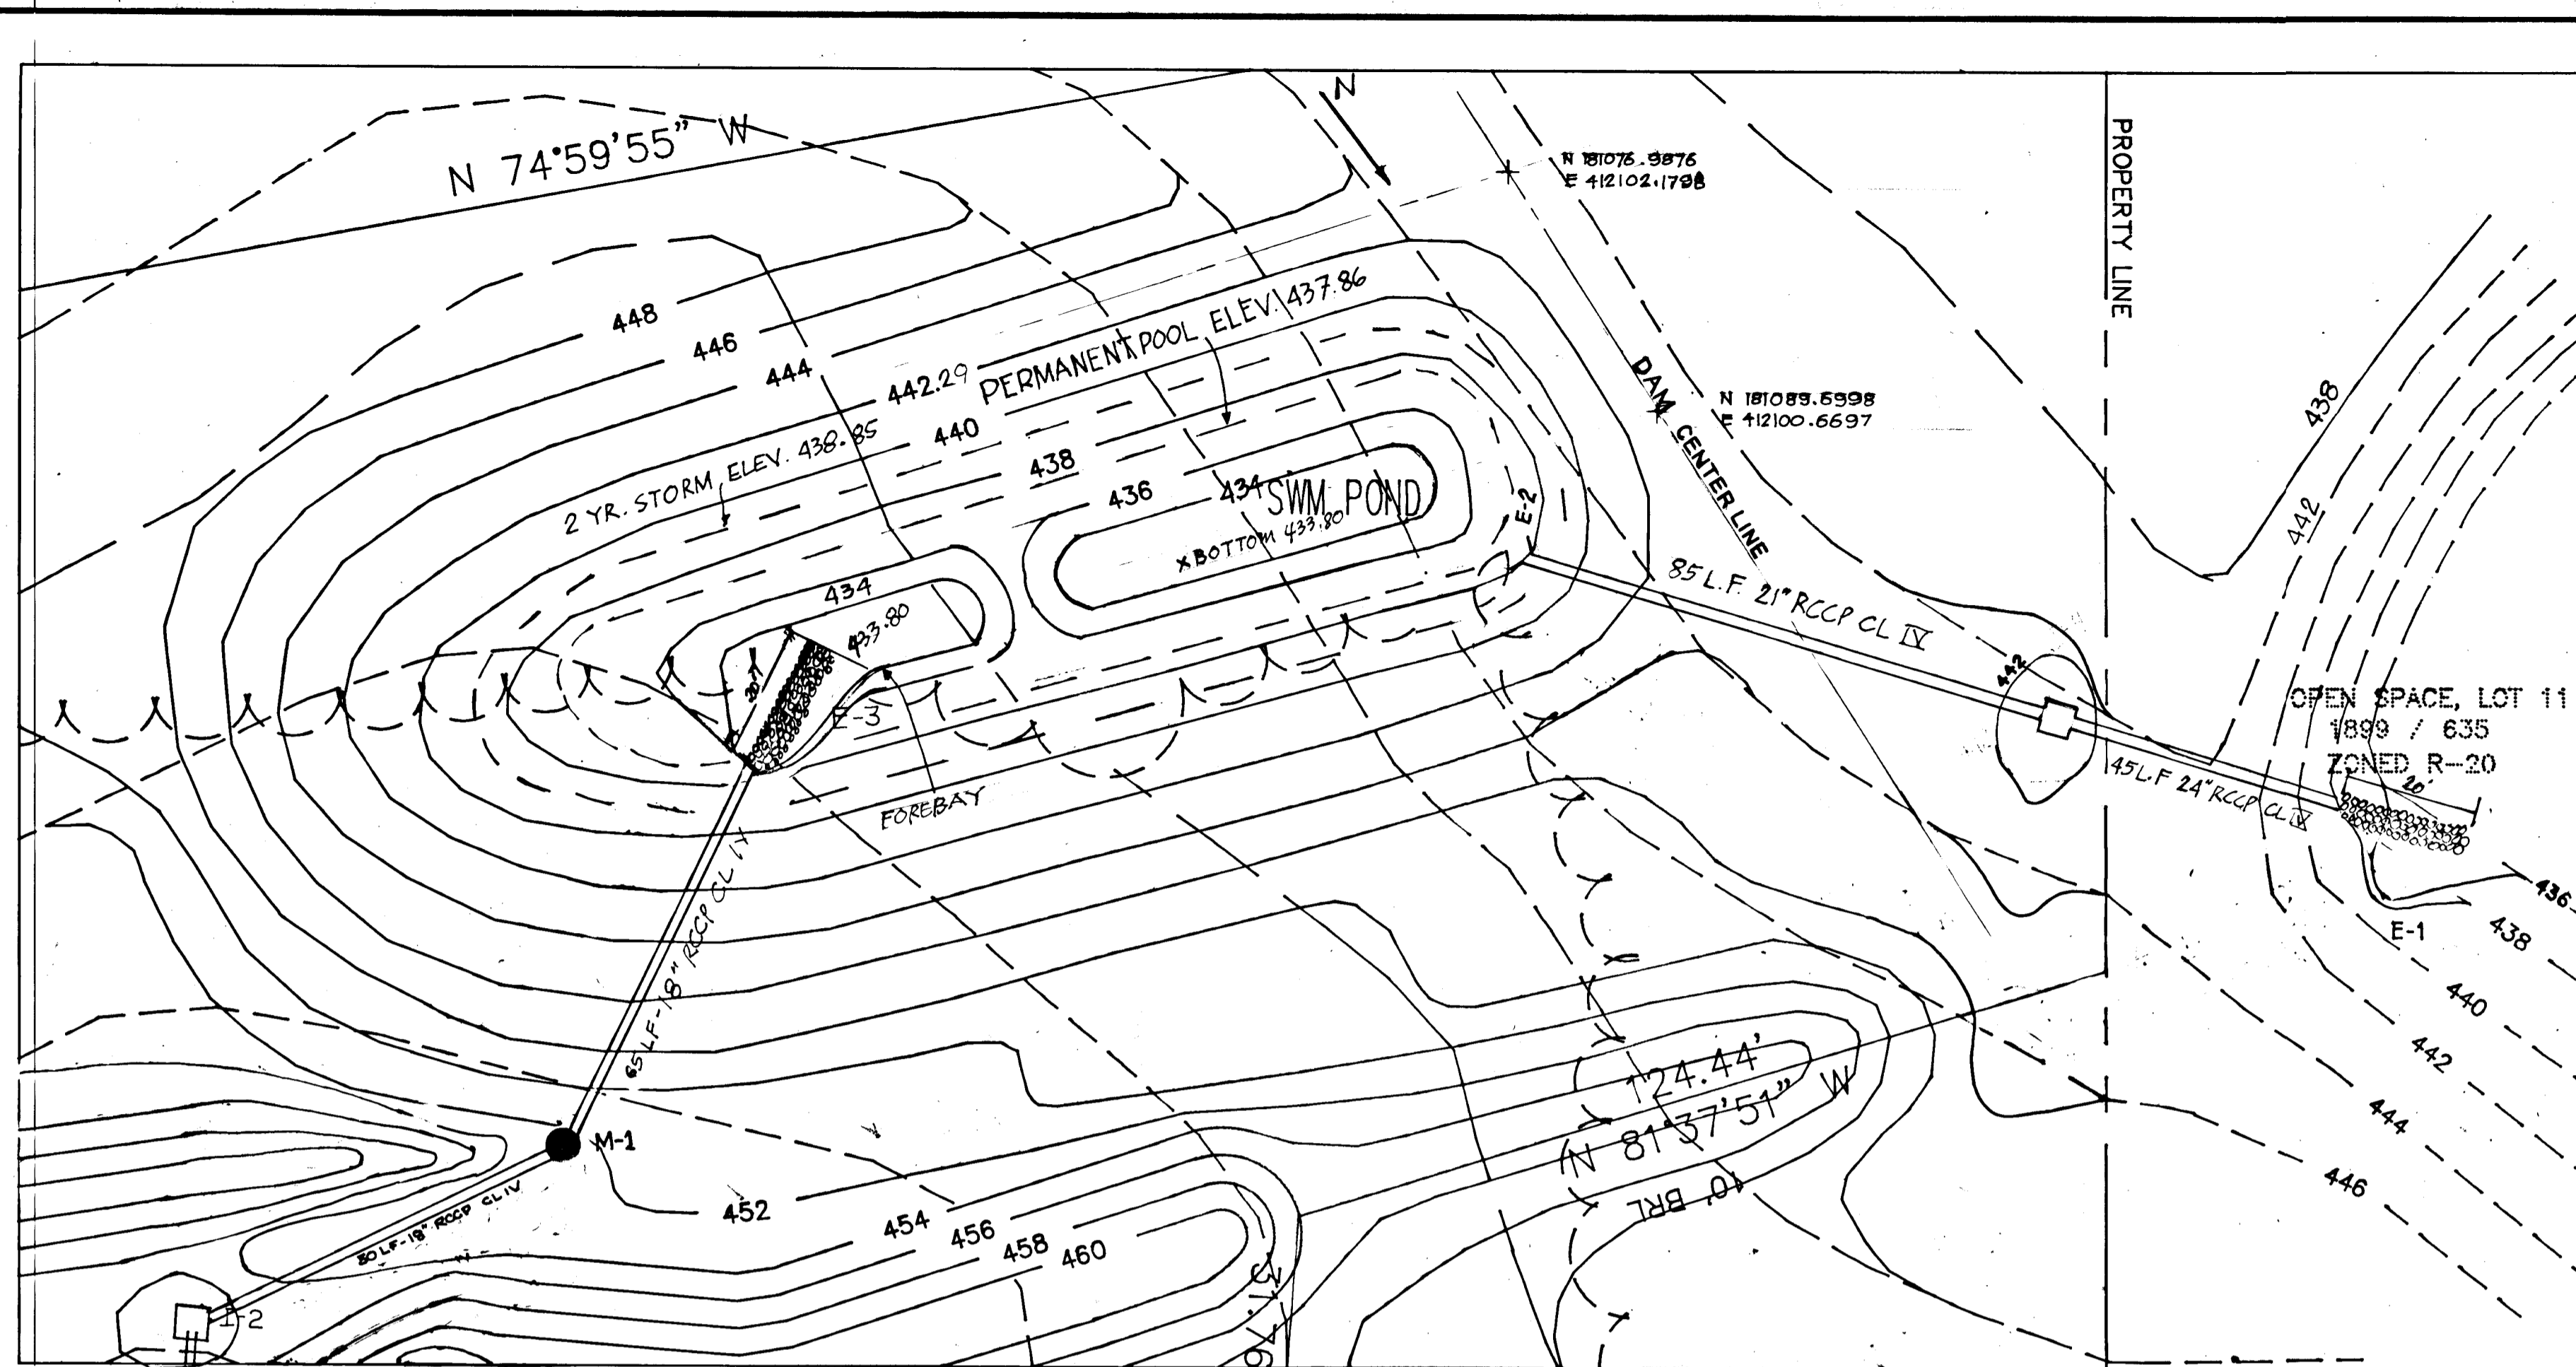 N 74°59'55" W
N
N 181076.9876
E 412102.1798
PROPERTY LINE
448
446
444
442.29
PERMANENT POOL ELEV. 437.86
2 YR. STORM ELEV. 438.85
440
438
436
434
SWM POND
X BOTTOM 433.80
E-2
DAM CENTER LINE
N 181089.6998
E 412100.6697
438
442
434
433.80
20'
E-3
FOREBAY
85 L.F. 21" RCCP CL IV
442
OPEN SPACE, LOT 11
1899 / 635
ZONED R-20
20'
45 L.F 24" RCCP CL IV
E-1
436
438
440
442
444
446
65 LF-18" RCCP CL IV
M-1
LF-18" RCCP CL IV
I-2
452
454
456
458
460
124.44'
(N 81°37'51" W
10' BRL